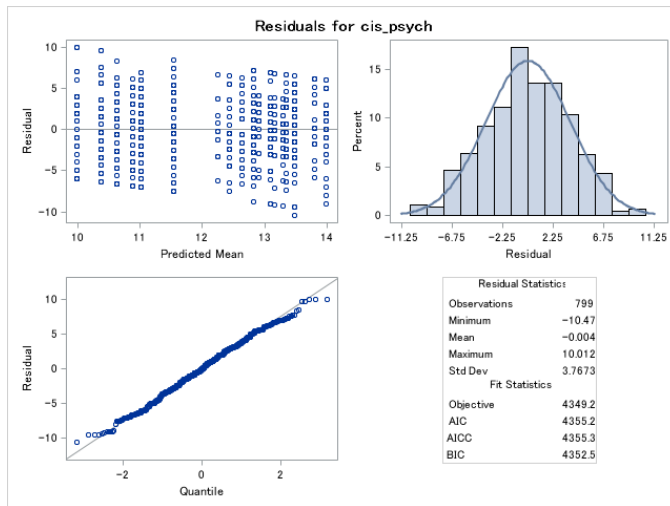 Residuals for cis_psych
10
5
0
-5
-10
Residual
10 11 12 13 14
Predicted Mean
15
10
5
0
Percent
-11.25 -6.75 -2.25 2.25 6.75 11.25
Residual
10
5
0
-5
-10
Residual
-2 0 2
Quantile
Residual Statistics
Observations 799
Minimum -10.47
Mean -0.004
Maximum 10.012
Std Dev 3.7673
Fit Statistics
Objective 4349.2
AIC 4355.2
AICC 4355.3
BIC 4352.5